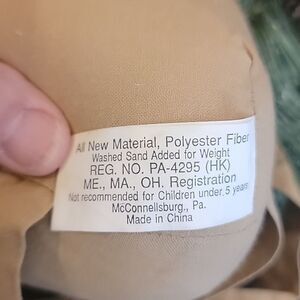 All New Material, Polyester Fiber
Washed Sand Added for Weight
REG. NO. PA-4295 (HK)
ME., MA., OH. Registration
Not recommended for Children under 5 years
McConnellsburg., Pa.
Made in China